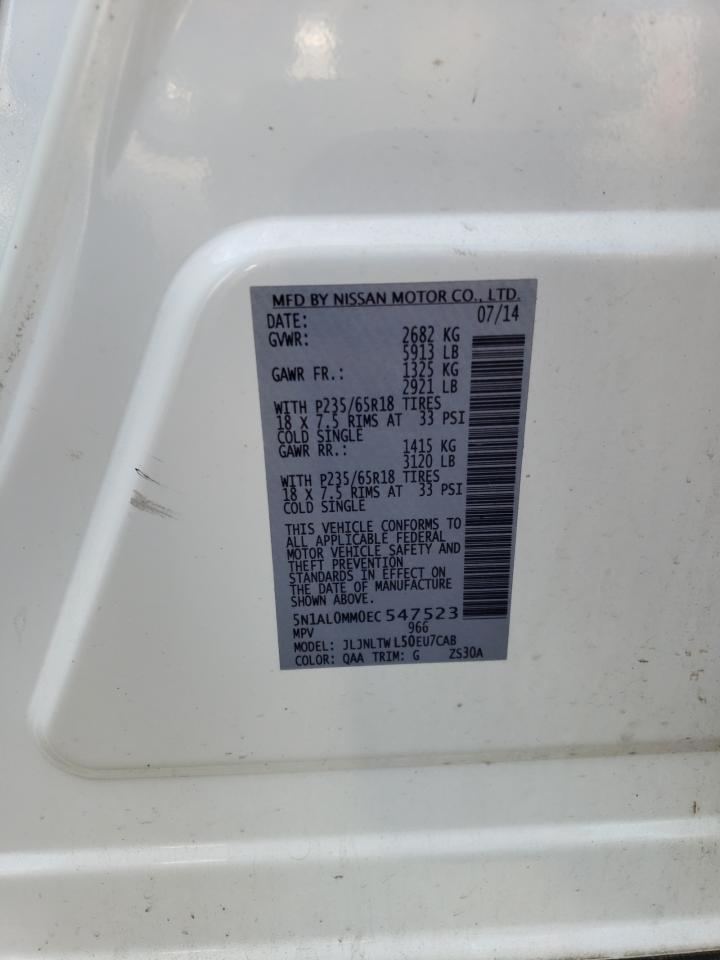 MFD BY NISSAN MOTOR CO., LTD.
DATE: 07/14
GVWR: 2682 KG
5913 LB
GAWR FR.: 1325 KG
2921 LB
WITH P235/65R18 TIRES
18 X 7.5 RIMS AT 33 PSI
COLD SINGLE
GAWR RR.: 1415 KG
3120 LB
WITH P235/65R18 TIRES
18 X 7.5 RIMS AT 33 PSI
COLD SINGLE
THIS VEHICLE CONFORMS TO
ALL APPLICABLE FEDERAL
MOTOR VEHICLE SAFETY AND
THEFT PREVENTION
STANDARDS IN EFFECT ON
THE DATE OF MANUFACTURE
SHOWN ABOVE.
5N1AL0MM0EC 547523
MPV 966
MODEL: JLJNLTW L50EU7CAB
COLOR: QAA TRIM: G ZS30A